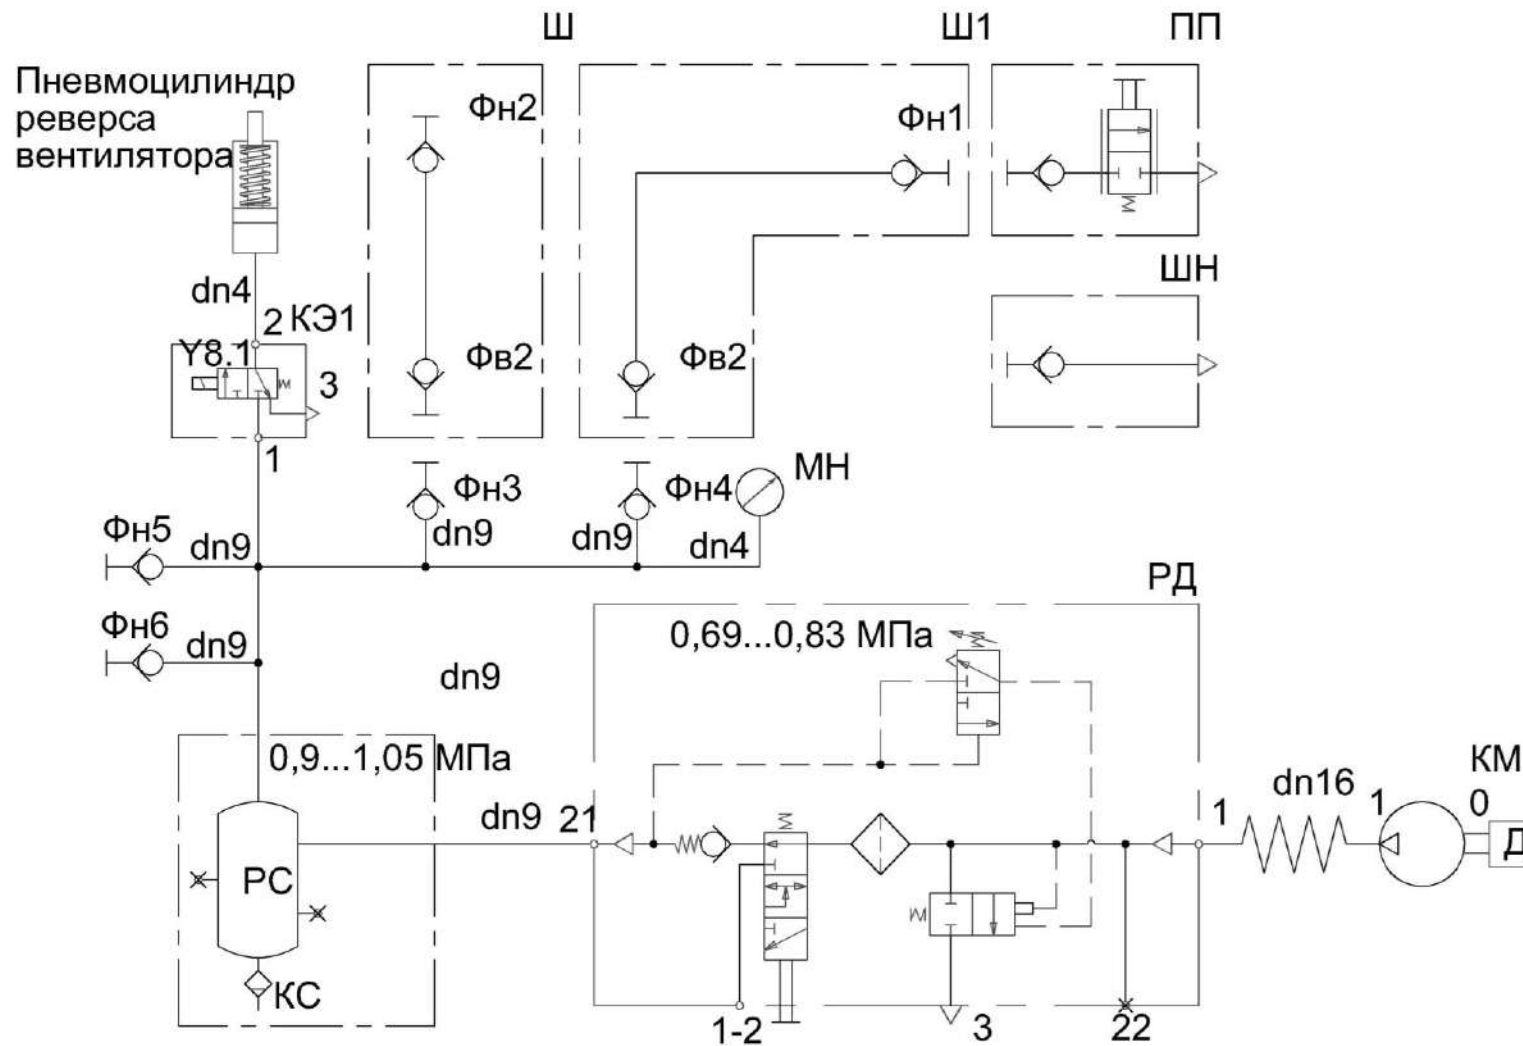 Ш
Ш1
ПП
Пневмоцилиндр
реверса
вентилятора
Фн2
Фн1
ШН
dn4
2 КЭ1
Y8.1
3
Фв2
Фв2
1
Фн3
Фн4
МН
Фн5
dn9
dn9
dn9
dn4
РД
Фн6
dn9
dn9
0,69...0,83 МПа
0,9...1,05 МПа
КМ
dn9
21
1
dn16
1
0
Д
РС
КС
1-2
3
22